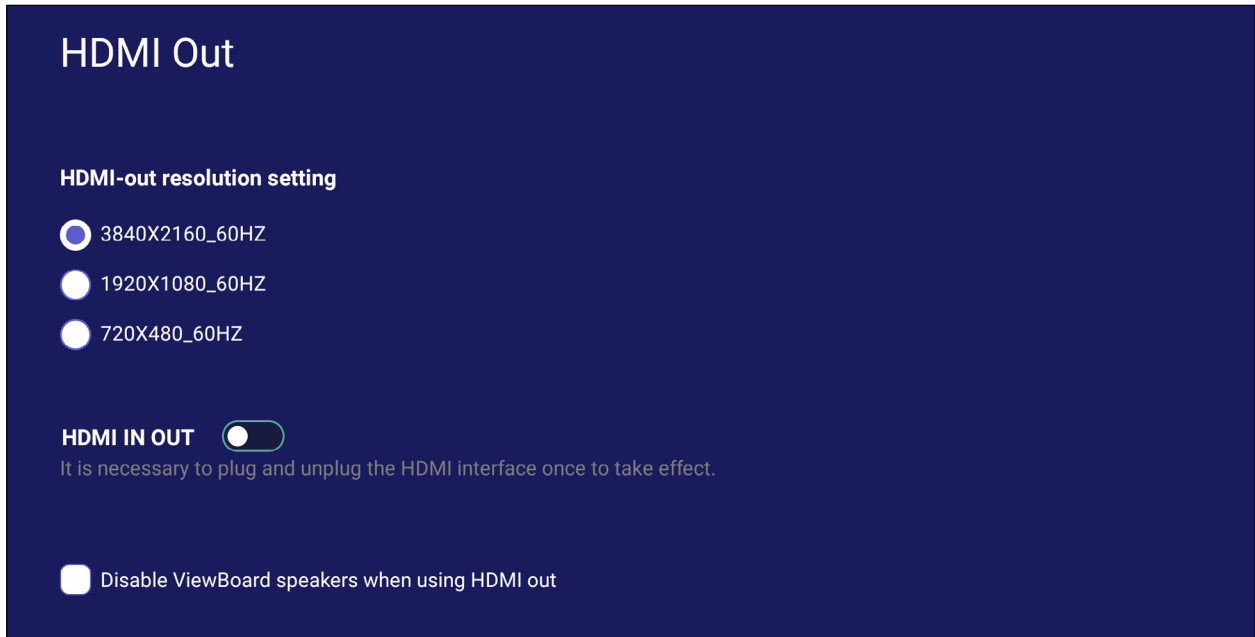 HDMI Out
HDMI-out resolution setting
3840X2160_60HZ
1920X1080_60HZ
720X480_60HZ
HDMI IN OUT
It is necessary to plug and unplug the HDMI interface once to take effect.
Disable ViewBoard speakers when using HDMI out